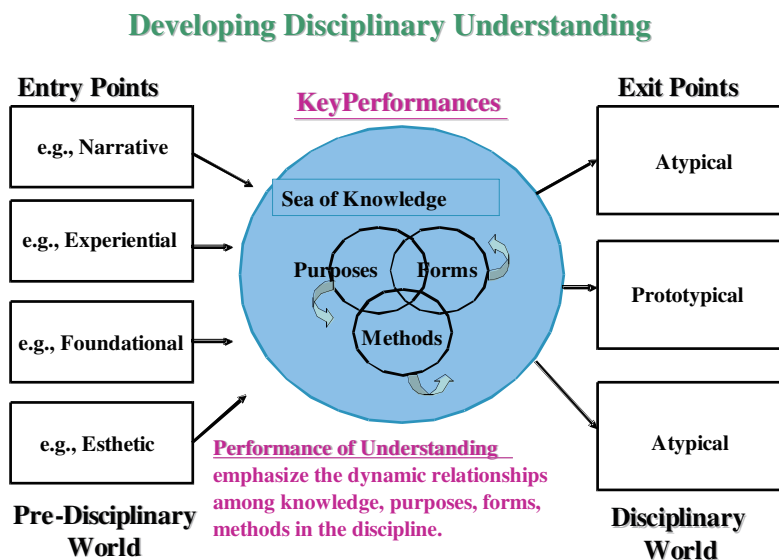 Developing Disciplinary Understanding
Entry Points
e.g., Narrative
e.g., Experiential
e.g., Foundational
e.g., Esthetic
Pre-Disciplinary
World
KeyPerformances
Sea of Knowledge
Purposes
Forms
Methods
Performance of Understanding
emphasize the dynamic relationships
among knowledge, purposes, forms,
methods in the discipline.
Exit Points
Atypical
Prototypical
Atypical
Disciplinary
World